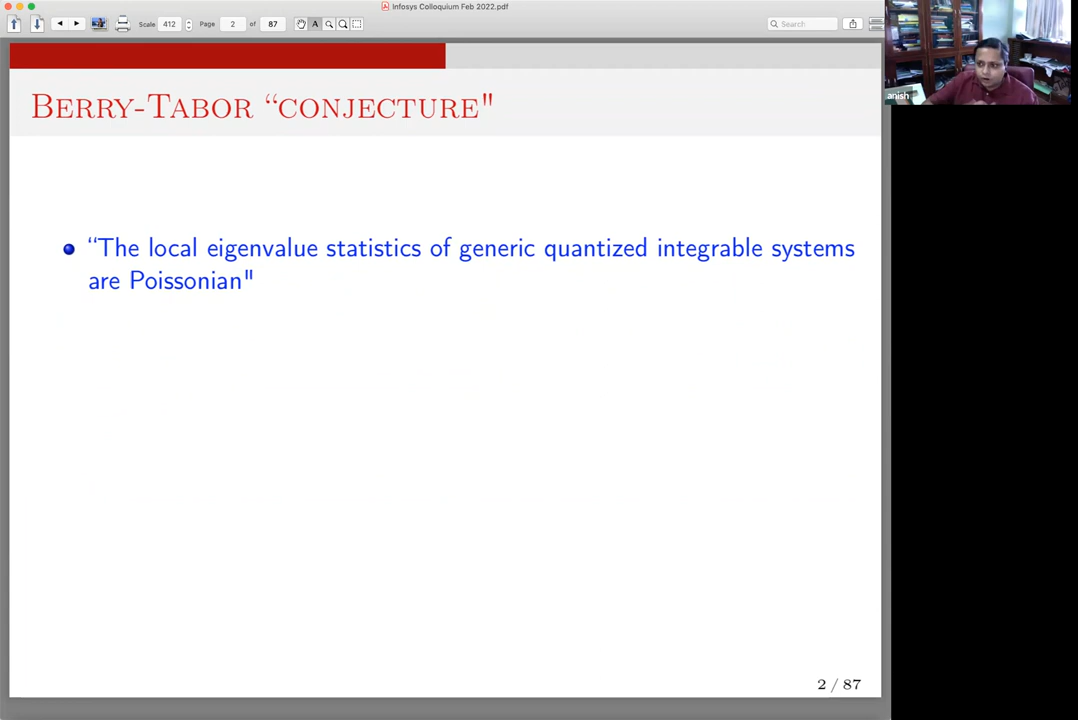 Infosys Colloquium Feb 2022.pdf
Scale 412 Page 2 of 87 Search
anish
BERRY-TABOR “CONJECTURE"
“The local eigenvalue statistics of generic quantized integrable systems
are Poissonian"
2 / 87